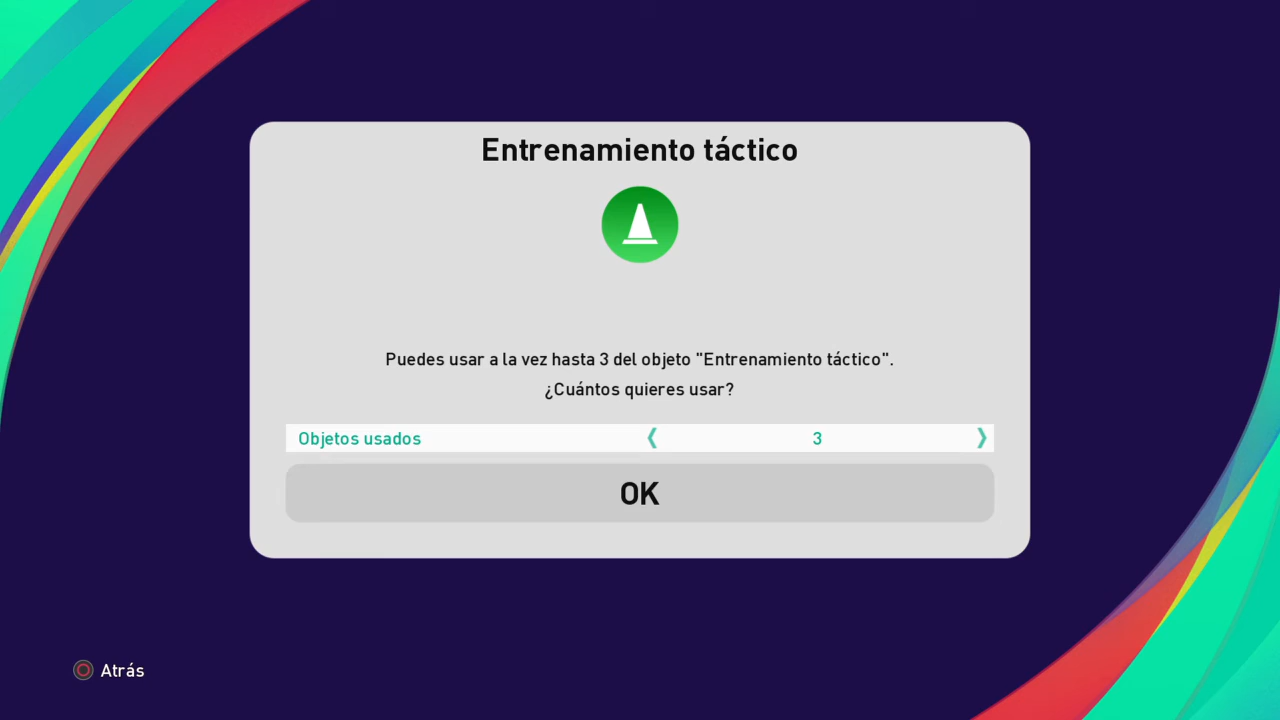 Entrenamiento táctico
Puedes usar a la vez hasta 3 del objeto "Entrenamiento táctico".
¿Cuántos quieres usar?
Objetos usados 3
OK
Atrás